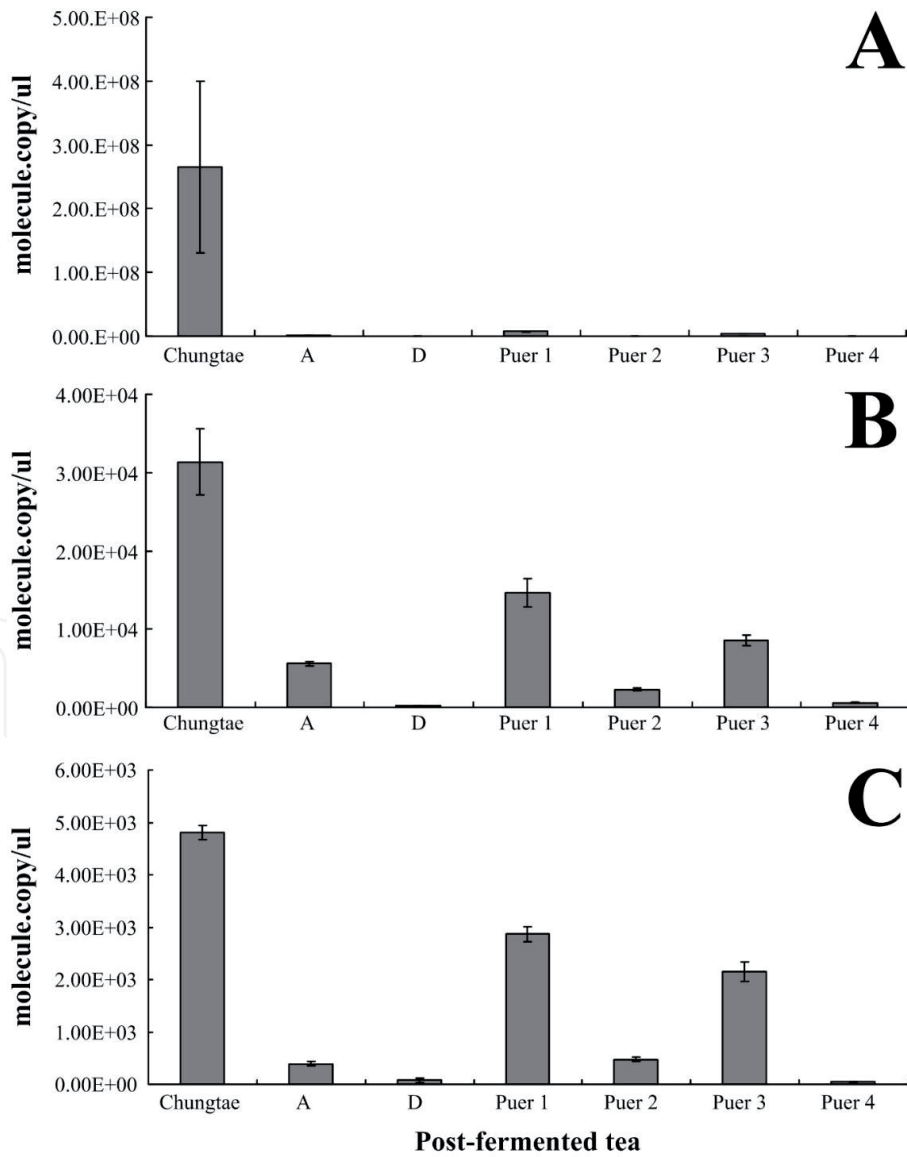 A
molecule.copy/ul
5.00.E+08
4.00.E+08
3.00.E+08
2.00.E+08
1.00.E+08
0.00.E+00
Chungtae A D Puer 1 Puer 2 Puer 3 Puer 4
B
molecule.copy/ul
4.00E+04
3.00E+04
2.00E+04
1.00E+04
0.00E+00
Chungtae A D Puer 1 Puer 2 Puer 3 Puer 4
C
molecule.copy/ul
6.00E+03
5.00E+03
4.00E+03
3.00E+03
2.00E+03
1.00E+03
0.00E+00
Chungtae A D Puer 1 Puer 2 Puer 3 Puer 4
Post-fermented tea